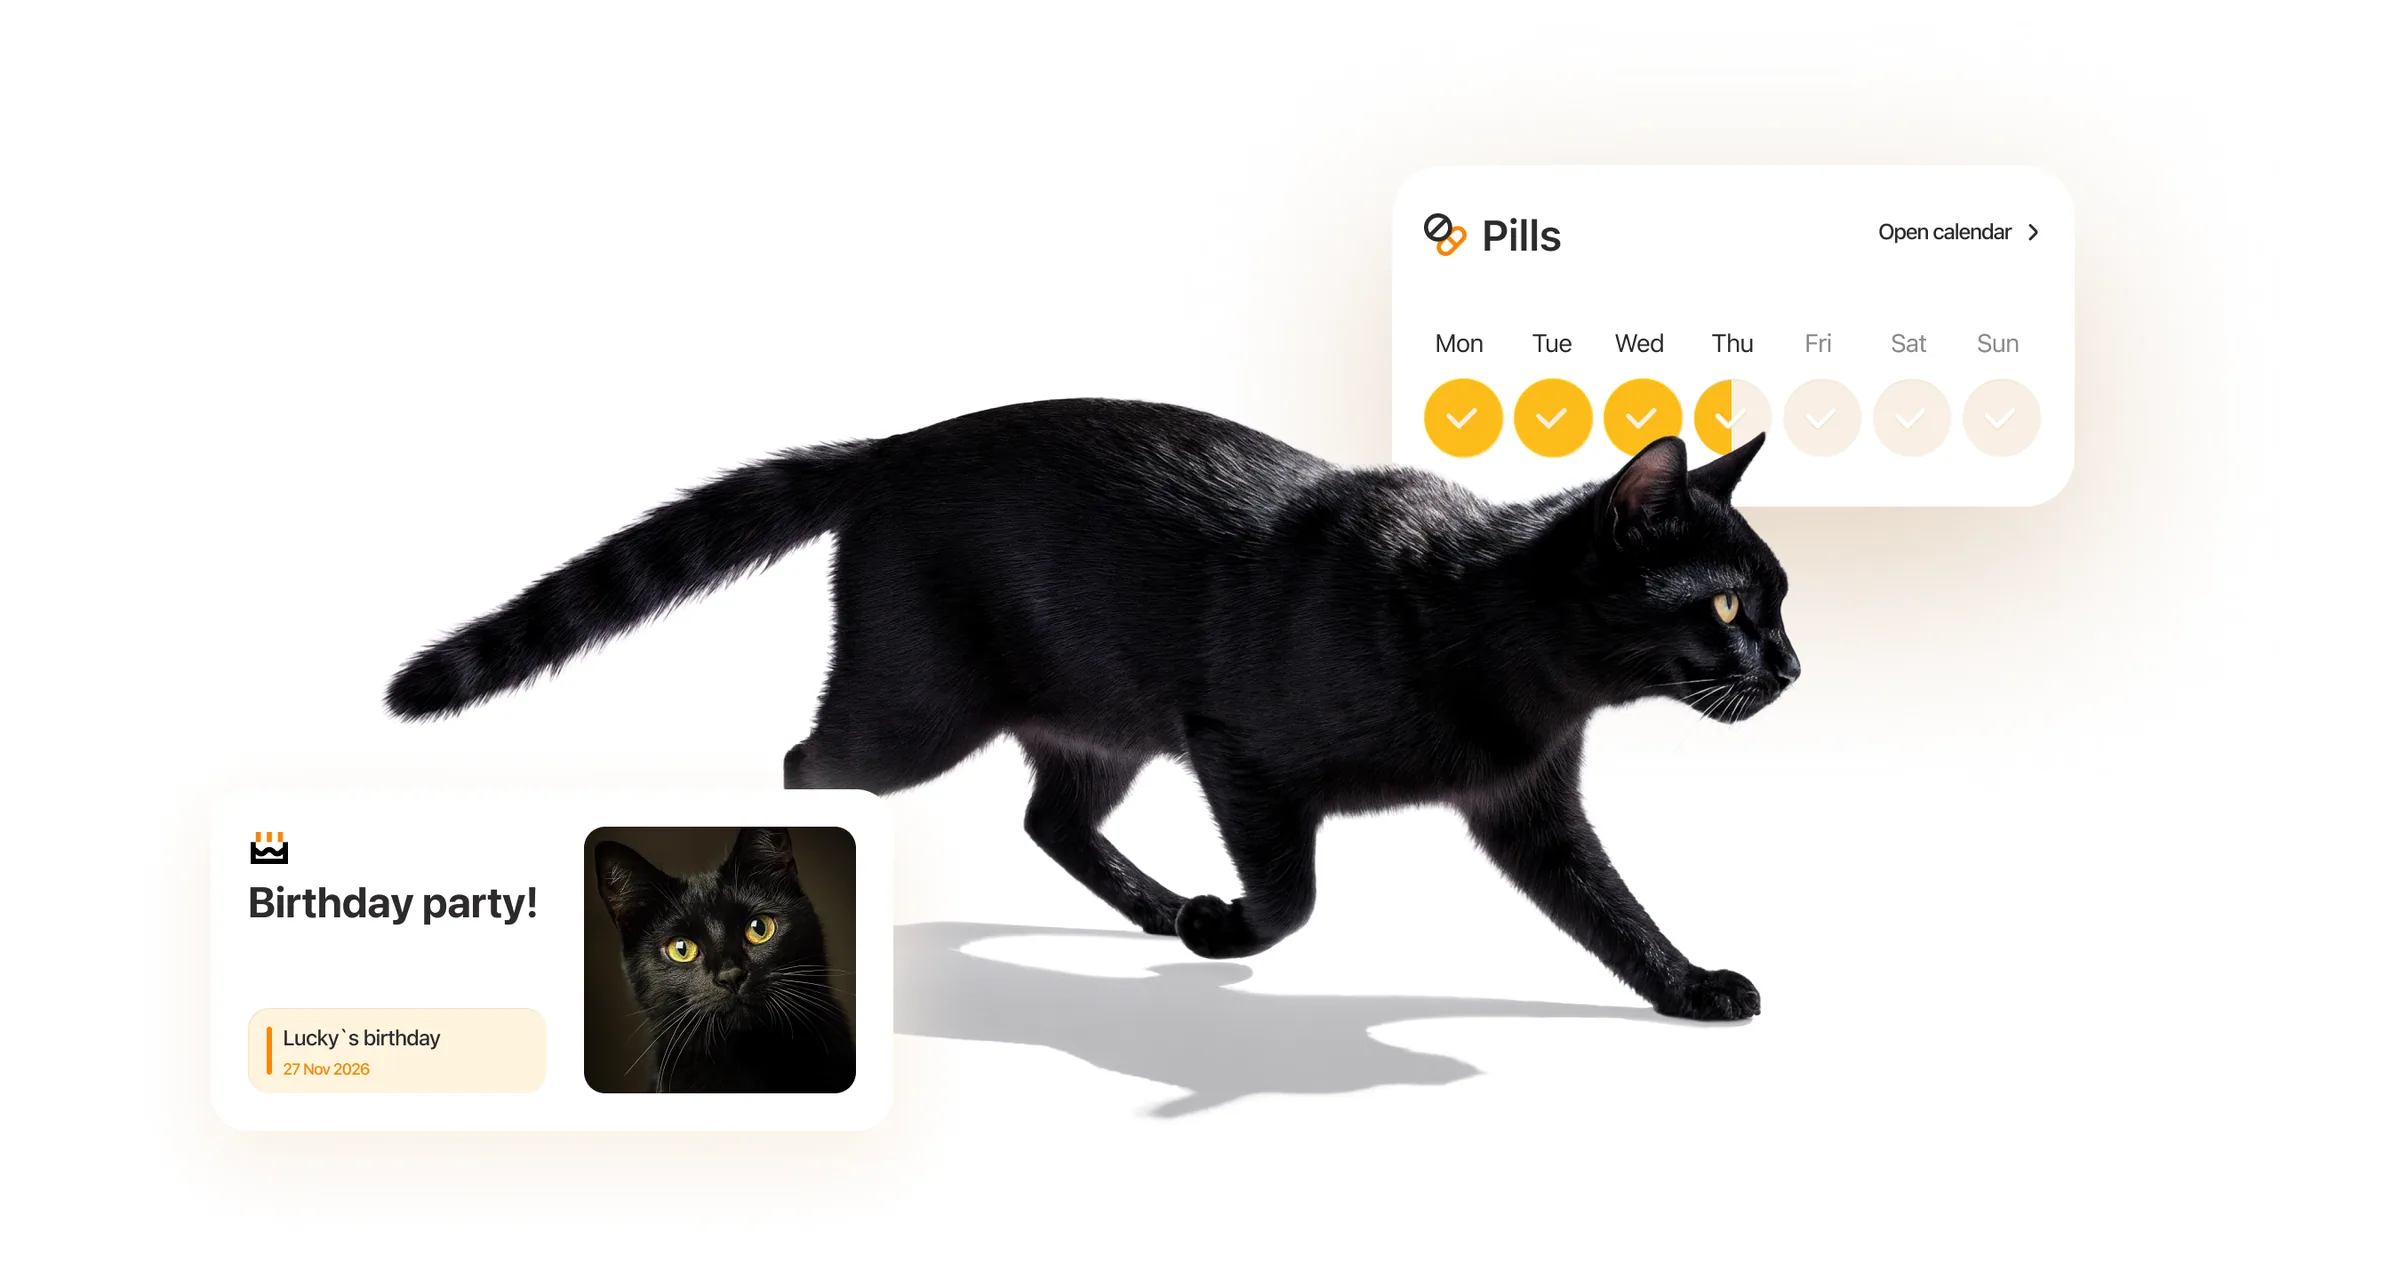 Pills
Open calendar
Mon Tue Wed Thu Fri Sat Sun
Birthday party!
Lucky`s birthday
27 Nov 2026